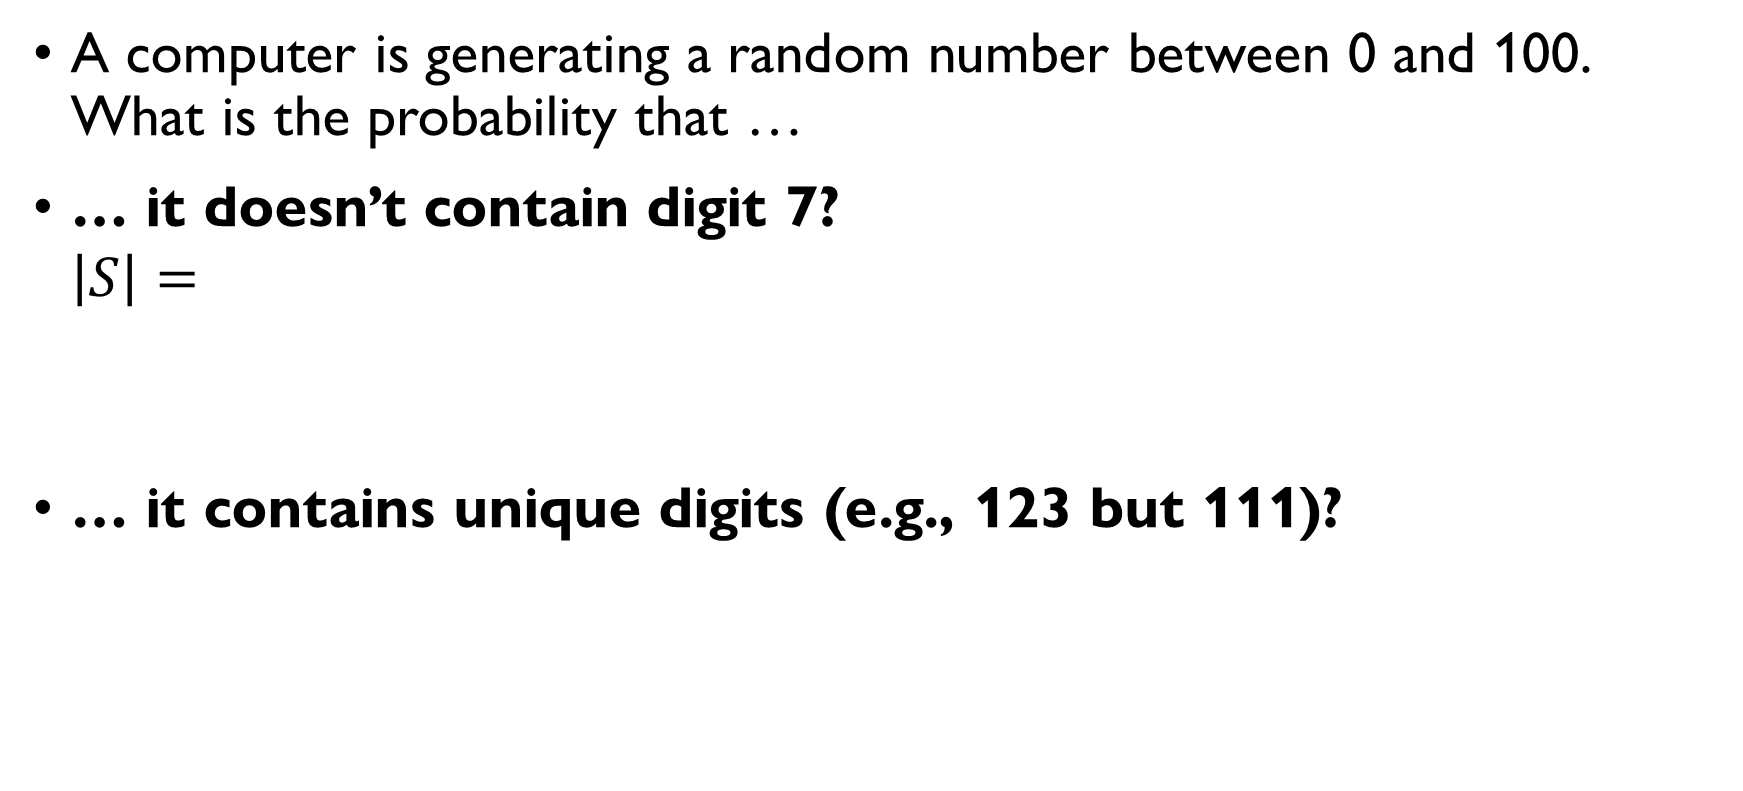 • A computer is generating a random number between 0 and 100.
What is the probability that …
• … it doesn’t contain digit 7?
|S| =
• … it contains unique digits (e.g., 123 but 111)?